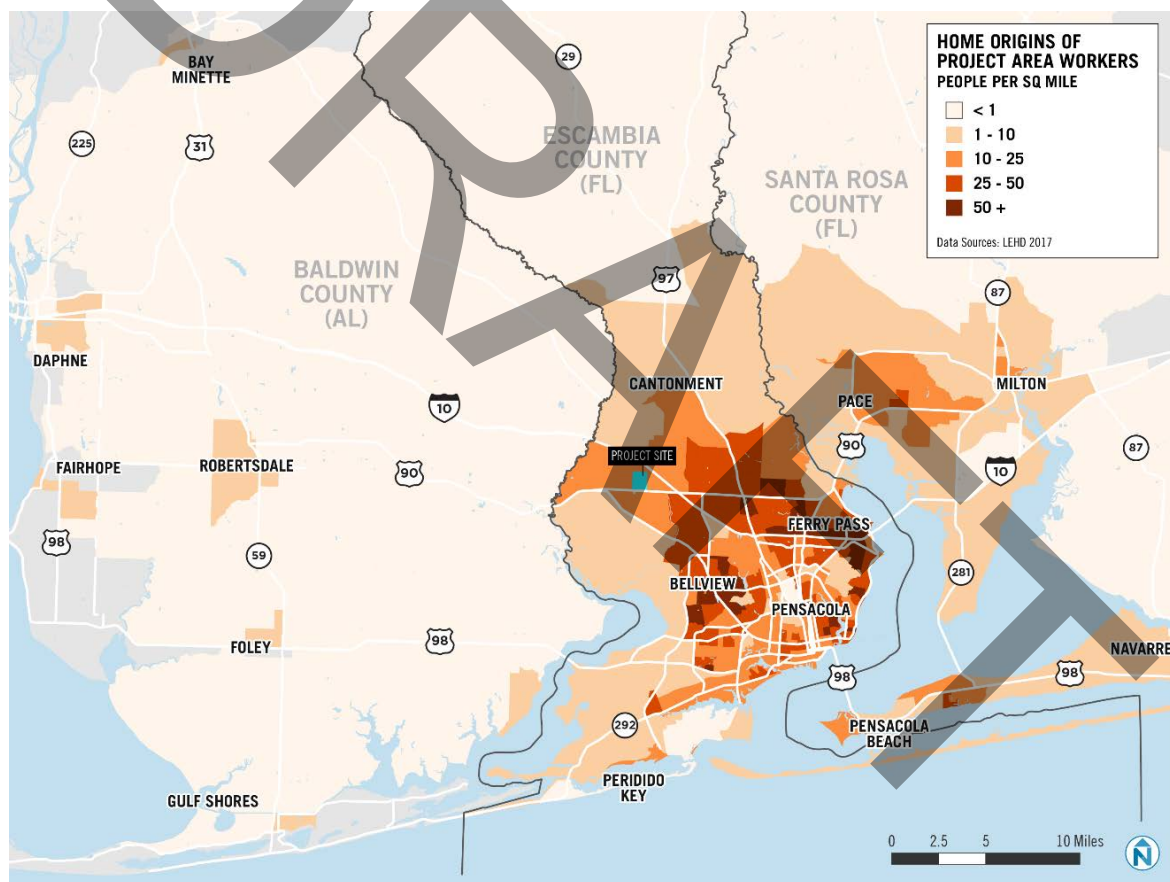 HOME ORIGINS OF
PROJECT AREA WORKERS
PEOPLE PER SQ MILE
< 1
1 - 10
10 - 25
25 - 50
50 +
Data Sources: LEHD 2017
29
BAY
MINETTE
225
31
ESCAMBIA
COUNTY
(FL)
SANTA ROSA
COUNTY
(FL)
BALDWIN
COUNTY
(AL)
97
87
DAPHNE
CANTONMENT
MILTON
10
PACE
90
87
PROJECT SITE
FAIRHOPE
ROBERTSDALE
90
10
98
59
FERRY PASS
281
BELLVIEW
PENSACOLA
FOLEY
98
NAVARRE
98
98
292
PENSACOLA
BEACH
PERIDIDO
KEY
GULF SHORES
0 2.5 5 10 Miles
N